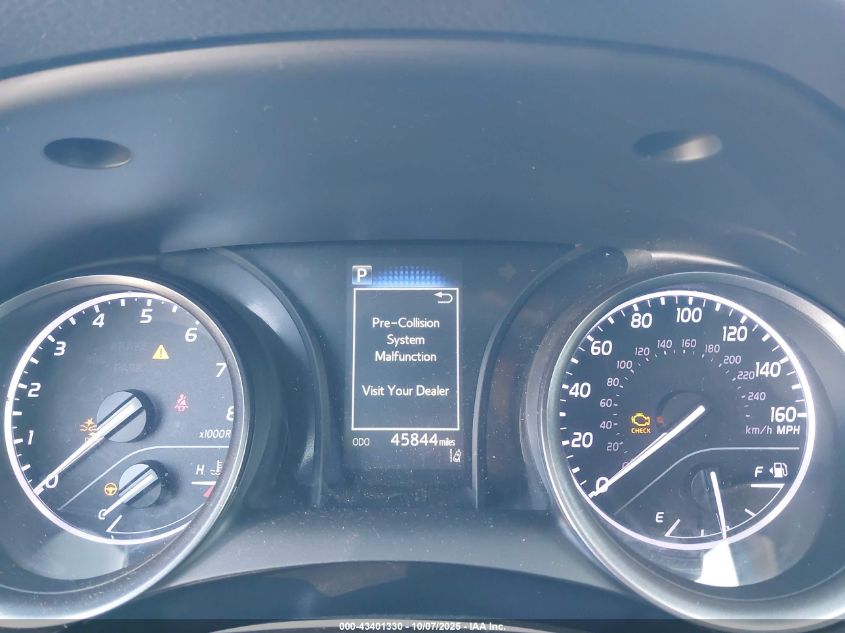 P
Pre-Collision
System
Malfunction
Visit Your Dealer
ODO 45844 miles
0 1 2 3 4 5 6 7 8
x1000R
H
C
0 20 40 60 80 100 120 140 160
20 40 60 80 100 120 140 160 180 200 220 240
km/h MPH
CHECK
E F
000-43401330 - 10/07/2025 - IAA Inc.